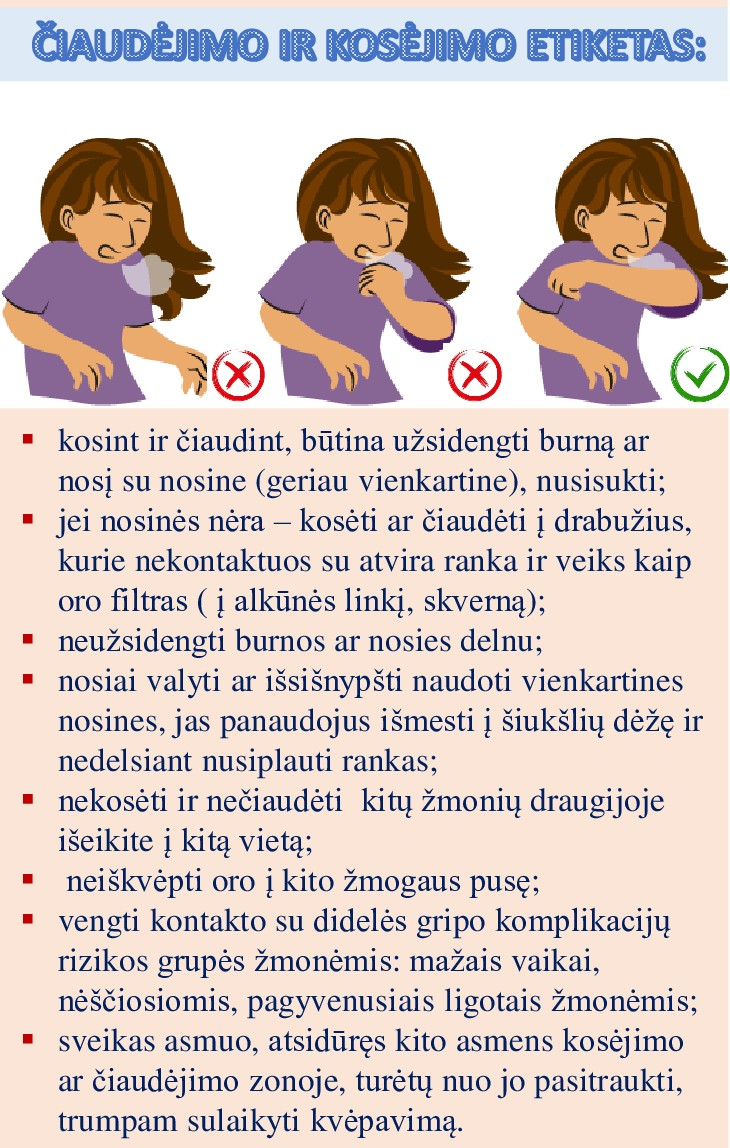 ČIAUDĖJIMO IR KOSĖJIMO ETIKETAS:
▪ kosint ir čiaudint, būtina užsidengti burną ar
nosį su nosine (geriau vienkartine), nusisukti;
▪ jei nosinės nėra – kosėti ar čiaudėti į drabužius,
kurie nekontaktuos su atvira ranka ir veiks kaip
oro filtras ( į alkūnės linkį, skverną);
▪ neužsidengti burnos ar nosies delnu;
▪ nosiai valyti ar išsišnypšti naudoti vienkartines
nosines, jas panaudojus išmesti į šiukšlių dėžę ir
nedelsiant nusiplauti rankas;
▪ nekosėti ir nečiaudėti  kitų žmonių draugijoje
išeikite į kitą vietą;
▪ neiškvėpti oro į kito žmogaus pusę;
▪ vengti kontakto su didelės gripo komplikacijų
rizikos grupės žmonėmis: mažais vaikai,
nėščiosiomis, pagyvenusiais ligotais žmonėmis;
▪ sveikas asmuo, atsidūręs kito asmens kosėjimo
ar čiaudėjimo zonoje, turėtų nuo jo pasitraukti,
trumpam sulaikyti kvėpavimą.